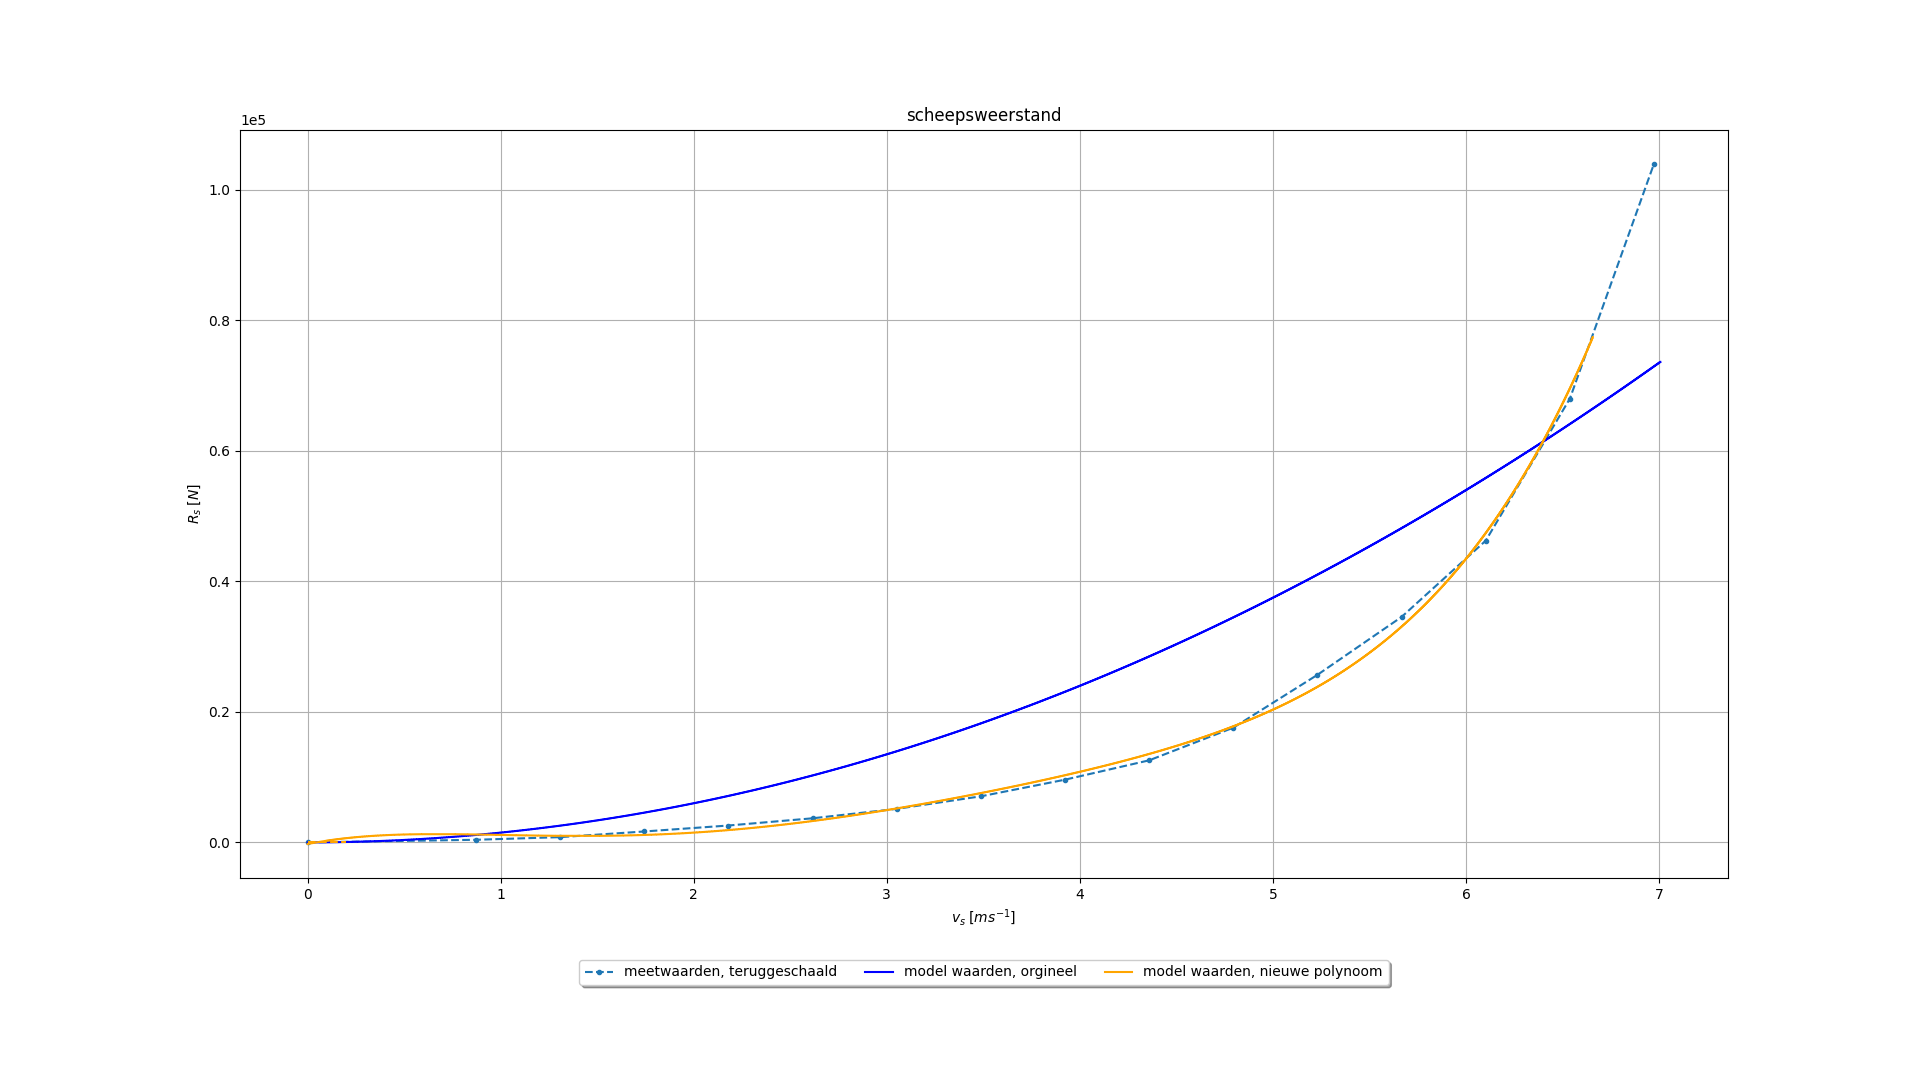 scheepsweerstand
1e5
1.0
0.8
0.6
0.4
0.2
0.0
R_s [N]
0 1 2 3 4 5 6 7
v_s [ms^{-1}]
meetwaarden, teruggeschaald model waarden, orgineel model waarden, nieuwe polynoom